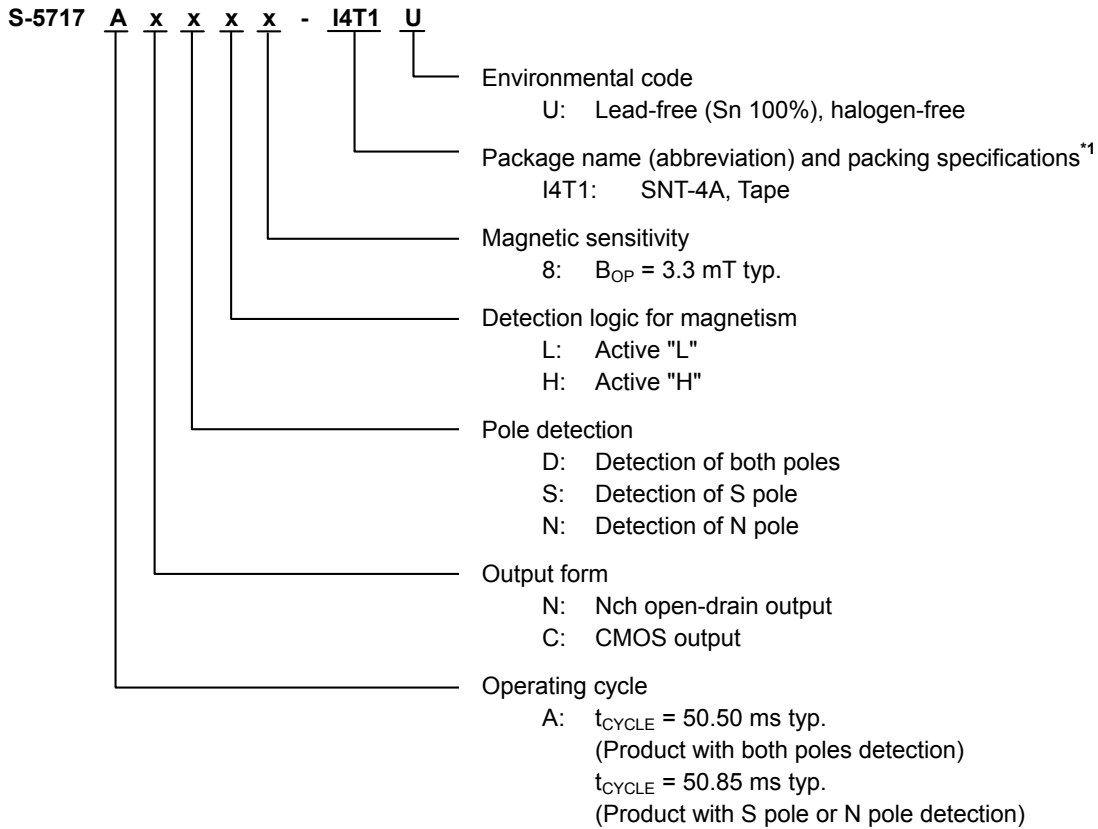 S-5717 A x x x x - I4T1 U
Environmental code
U: Lead-free (Sn 100%), halogen-free
Package name (abbreviation) and packing specifications*1
I4T1: SNT-4A, Tape
Magnetic sensitivity
8: BOP = 3.3 mT typ.
Detection logic for magnetism
L: Active "L"
H: Active "H"
Pole detection
D: Detection of both poles
S: Detection of S pole
N: Detection of N pole
Output form
N: Nch open-drain output
C: CMOS output
Operating cycle
A: tCYCLE = 50.50 ms typ.
(Product with both poles detection)
tCYCLE = 50.85 ms typ.
(Product with S pole or N pole detection)